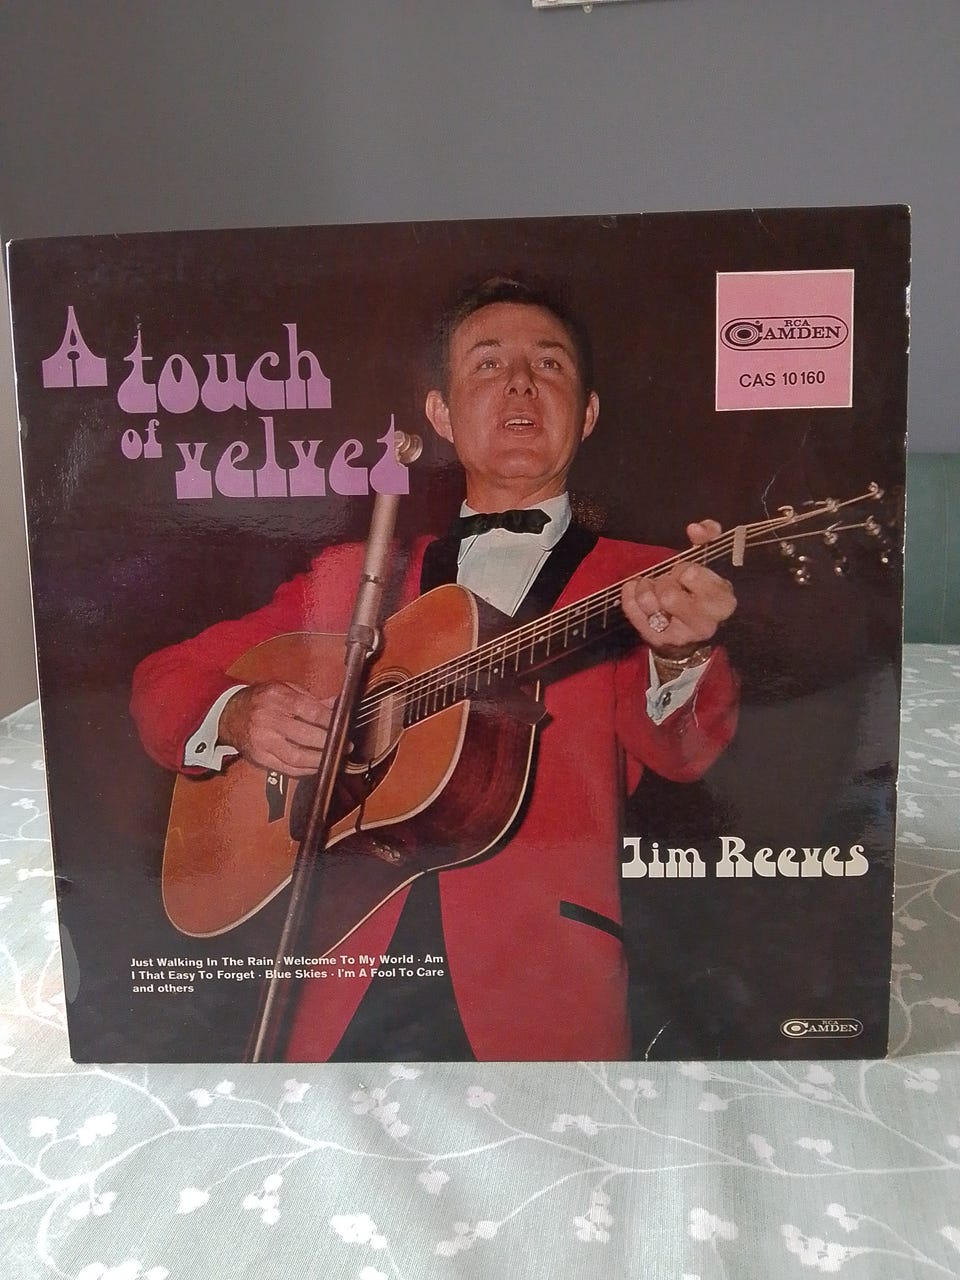 A touch
of velvet
RCA
CAMDEN
CAS 10160
Jim Reeves
Just Walking In The Rain · Welcome To My World · Am
I That Easy To Forget · Blue Skies · I'm A Fool To Care
and others
RCA
CAMDEN